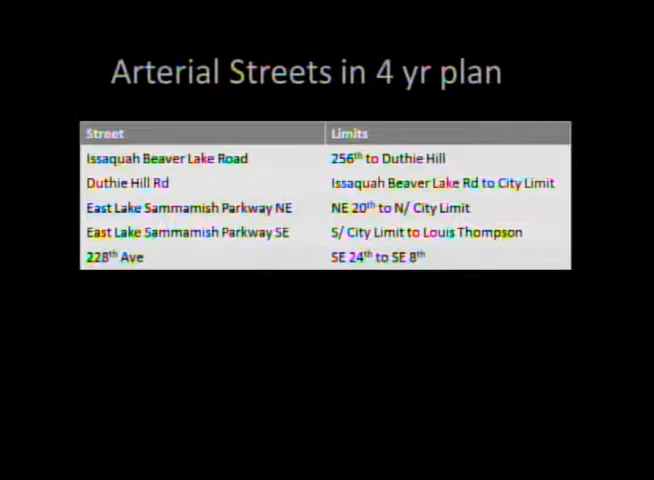 Arterial Streets in 4 yr plan
Street Limits
Issaquah Beaver Lake Road 256th to Duthie Hill
Duthie Hill Rd Issaquah Beaver Lake Rd to City Limit
East Lake Sammamish Parkway NE NE 20th to N/ City Limit
East Lake Sammamish Parkway SE S/ City Limit to Louis Thompson
228th Ave SE 24th to SE 8th